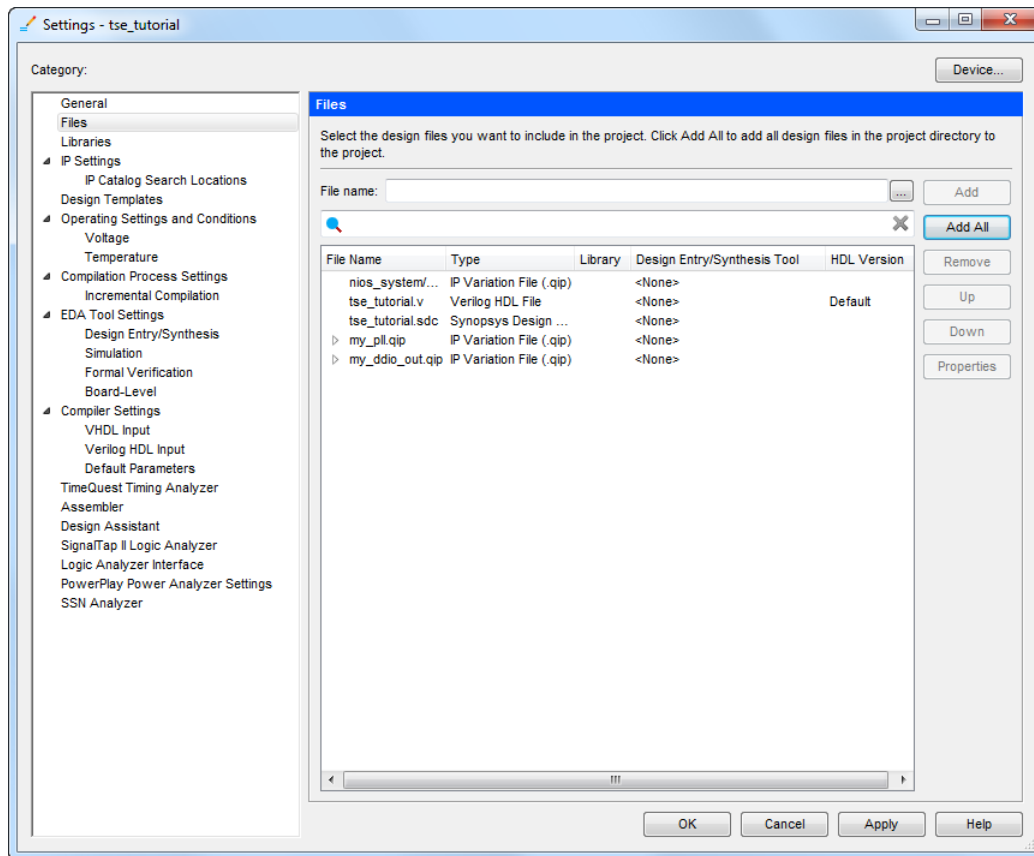 Settings - tse_tutorial
Category:
Device...
General
Files
Libraries
IP Settings
IP Catalog Search Locations
Design Templates
Operating Settings and Conditions
Voltage
Temperature
Compilation Process Settings
Incremental Compilation
EDA Tool Settings
Design Entry/Synthesis
Simulation
Formal Verification
Board-Level
Compiler Settings
VHDL Input
Verilog HDL Input
Default Parameters
TimeQuest Timing Analyzer
Assembler
Design Assistant
SignalTap II Logic Analyzer
Logic Analyzer Interface
PowerPlay Power Analyzer Settings
SSN Analyzer
Files
Select the design files you want to include in the project. Click Add All to add all design files in the project directory to
the project.
File name: ... Add
Add All
File Name Type Library Design Entry/Synthesis Tool HDL Version
nios_system/... IP Variation File (.qip) <None>
tse_tutorial.v Verilog HDL File <None> Default
tse_tutorial.sdc Synopsys Design ... <None>
my_pll.qip IP Variation File (.qip) <None>
my_ddio_out.qip IP Variation File (.qip) <None>
Remove
Up
Down
Properties
OK Cancel Apply Help